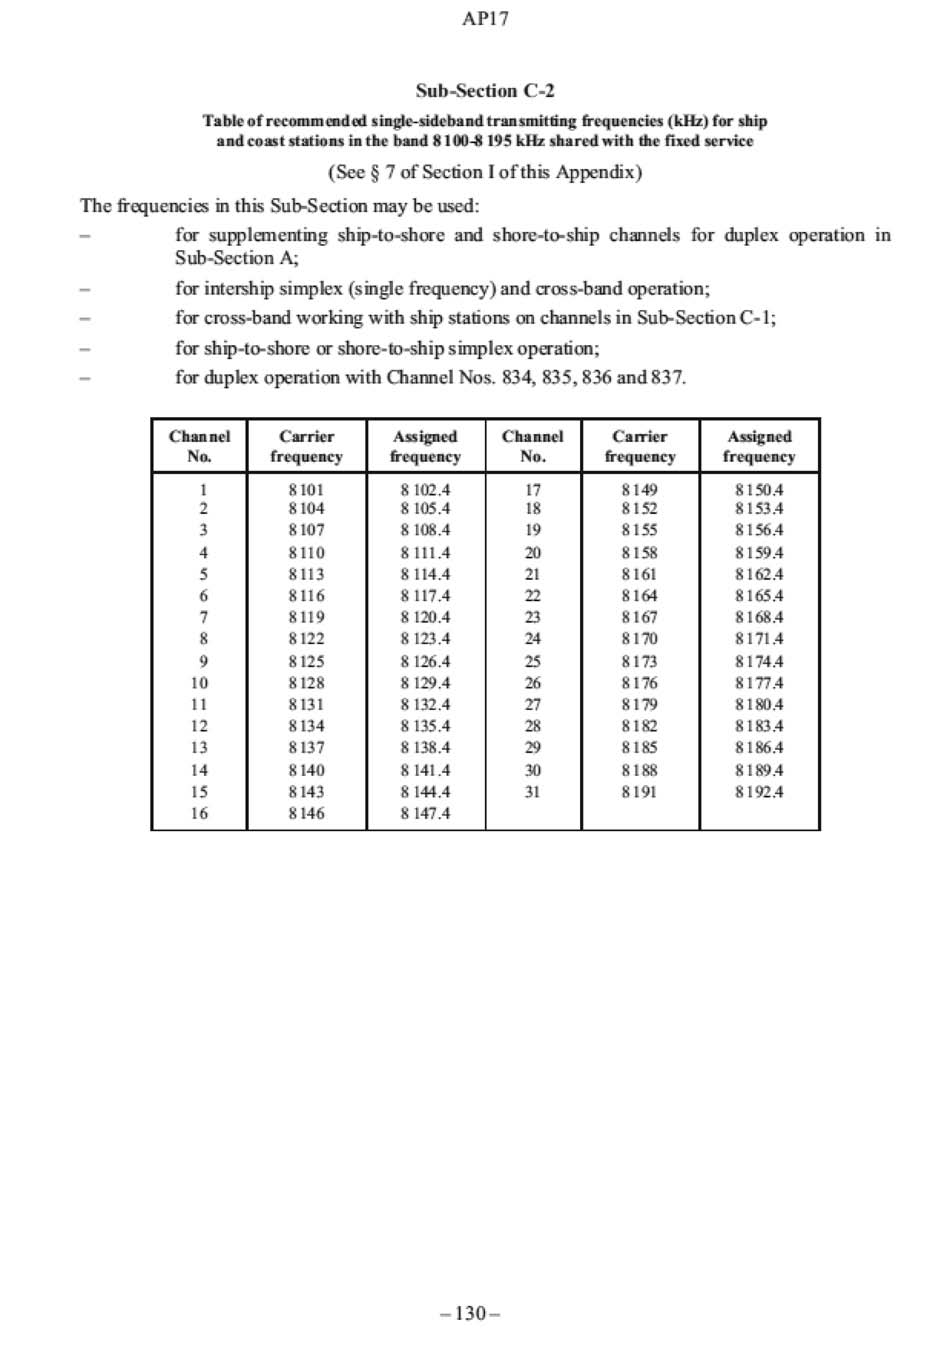 AP17
Sub-Section C-2
Table of recommended single-sideband transmitting frequencies (kHz) for ship
and coast stations in the band 8 100-8 195 kHz shared with the fixed service
(See § 7 of Section I of this Appendix)
The frequencies in this Sub-Section may be used:
– for supplementing ship-to-shore and shore-to-ship channels for duplex operation in
Sub-Section A;
– for intership simplex (single frequency) and cross-band operation;
– for cross-band working with ship stations on channels in Sub-Section C-1;
– for ship-to-shore or shore-to-ship simplex operation;
– for duplex operation with Channel Nos. 834, 835, 836 and 837.
Channel Carrier Assigned Channel Carrier Assigned
No. frequency frequency No. frequency frequency
1 8 101 8 102.4 17 8 149 8 150.4
2 8 104 8 105.4 18 8 152 8 153.4
3 8 107 8 108.4 19 8 155 8 156.4
4 8 110 8 111.4 20 8 158 8 159.4
5 8 113 8 114.4 21 8 161 8 162.4
6 8 116 8 117.4 22 8 164 8 165.4
7 8 119 8 120.4 23 8 167 8 168.4
8 8 122 8 123.4 24 8 170 8 171.4
9 8 125 8 126.4 25 8 173 8 174.4
10 8 128 8 129.4 26 8 176 8 177.4
11 8 131 8 132.4 27 8 179 8 180.4
12 8 134 8 135.4 28 8 182 8 183.4
13 8 137 8 138.4 29 8 185 8 186.4
14 8 140 8 141.4 30 8 188 8 189.4
15 8 143 8 144.4 31 8 191 8 192.4
16 8 146 8 147.4
– 130 –